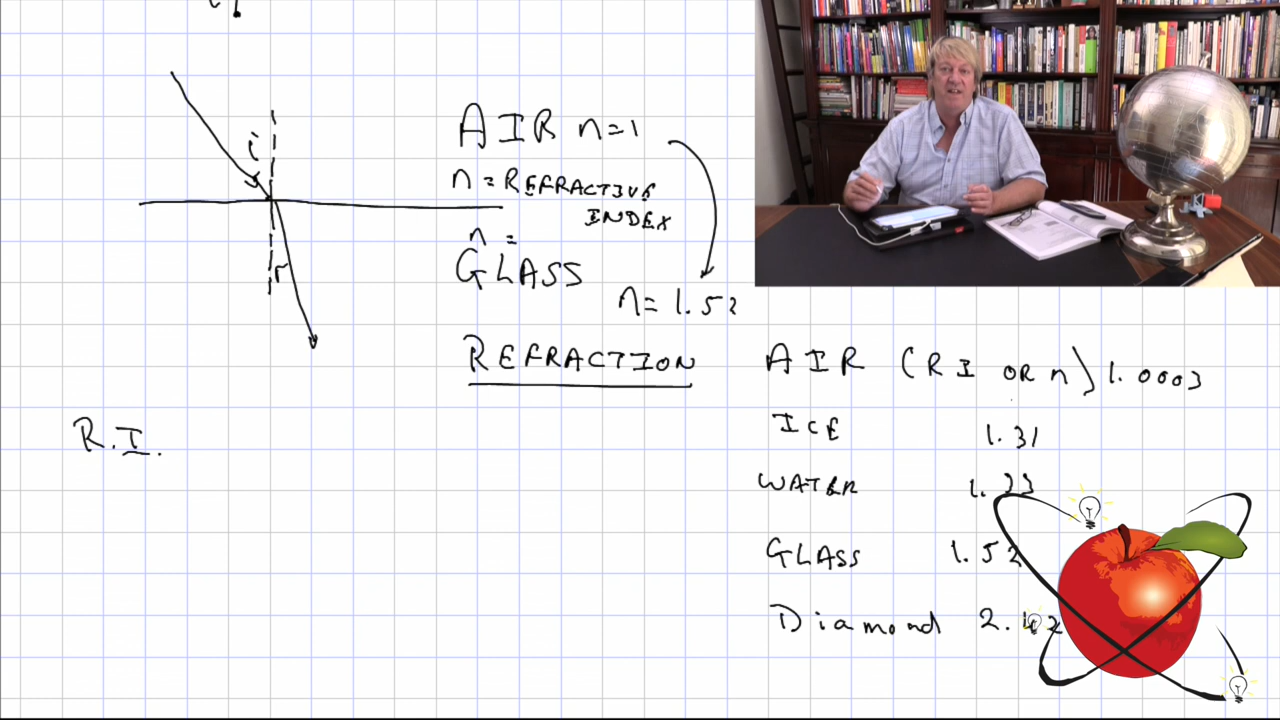 i
AIR n=1
n = REFRACTIVE
INDEX
n =
GLASS
r
n= 1.52
REFRACTION
AIR (RI OR n) 1.0003
R.I.
ICE 1.31
WATER 1.33
GLASS 1.52
Diamond 2.42